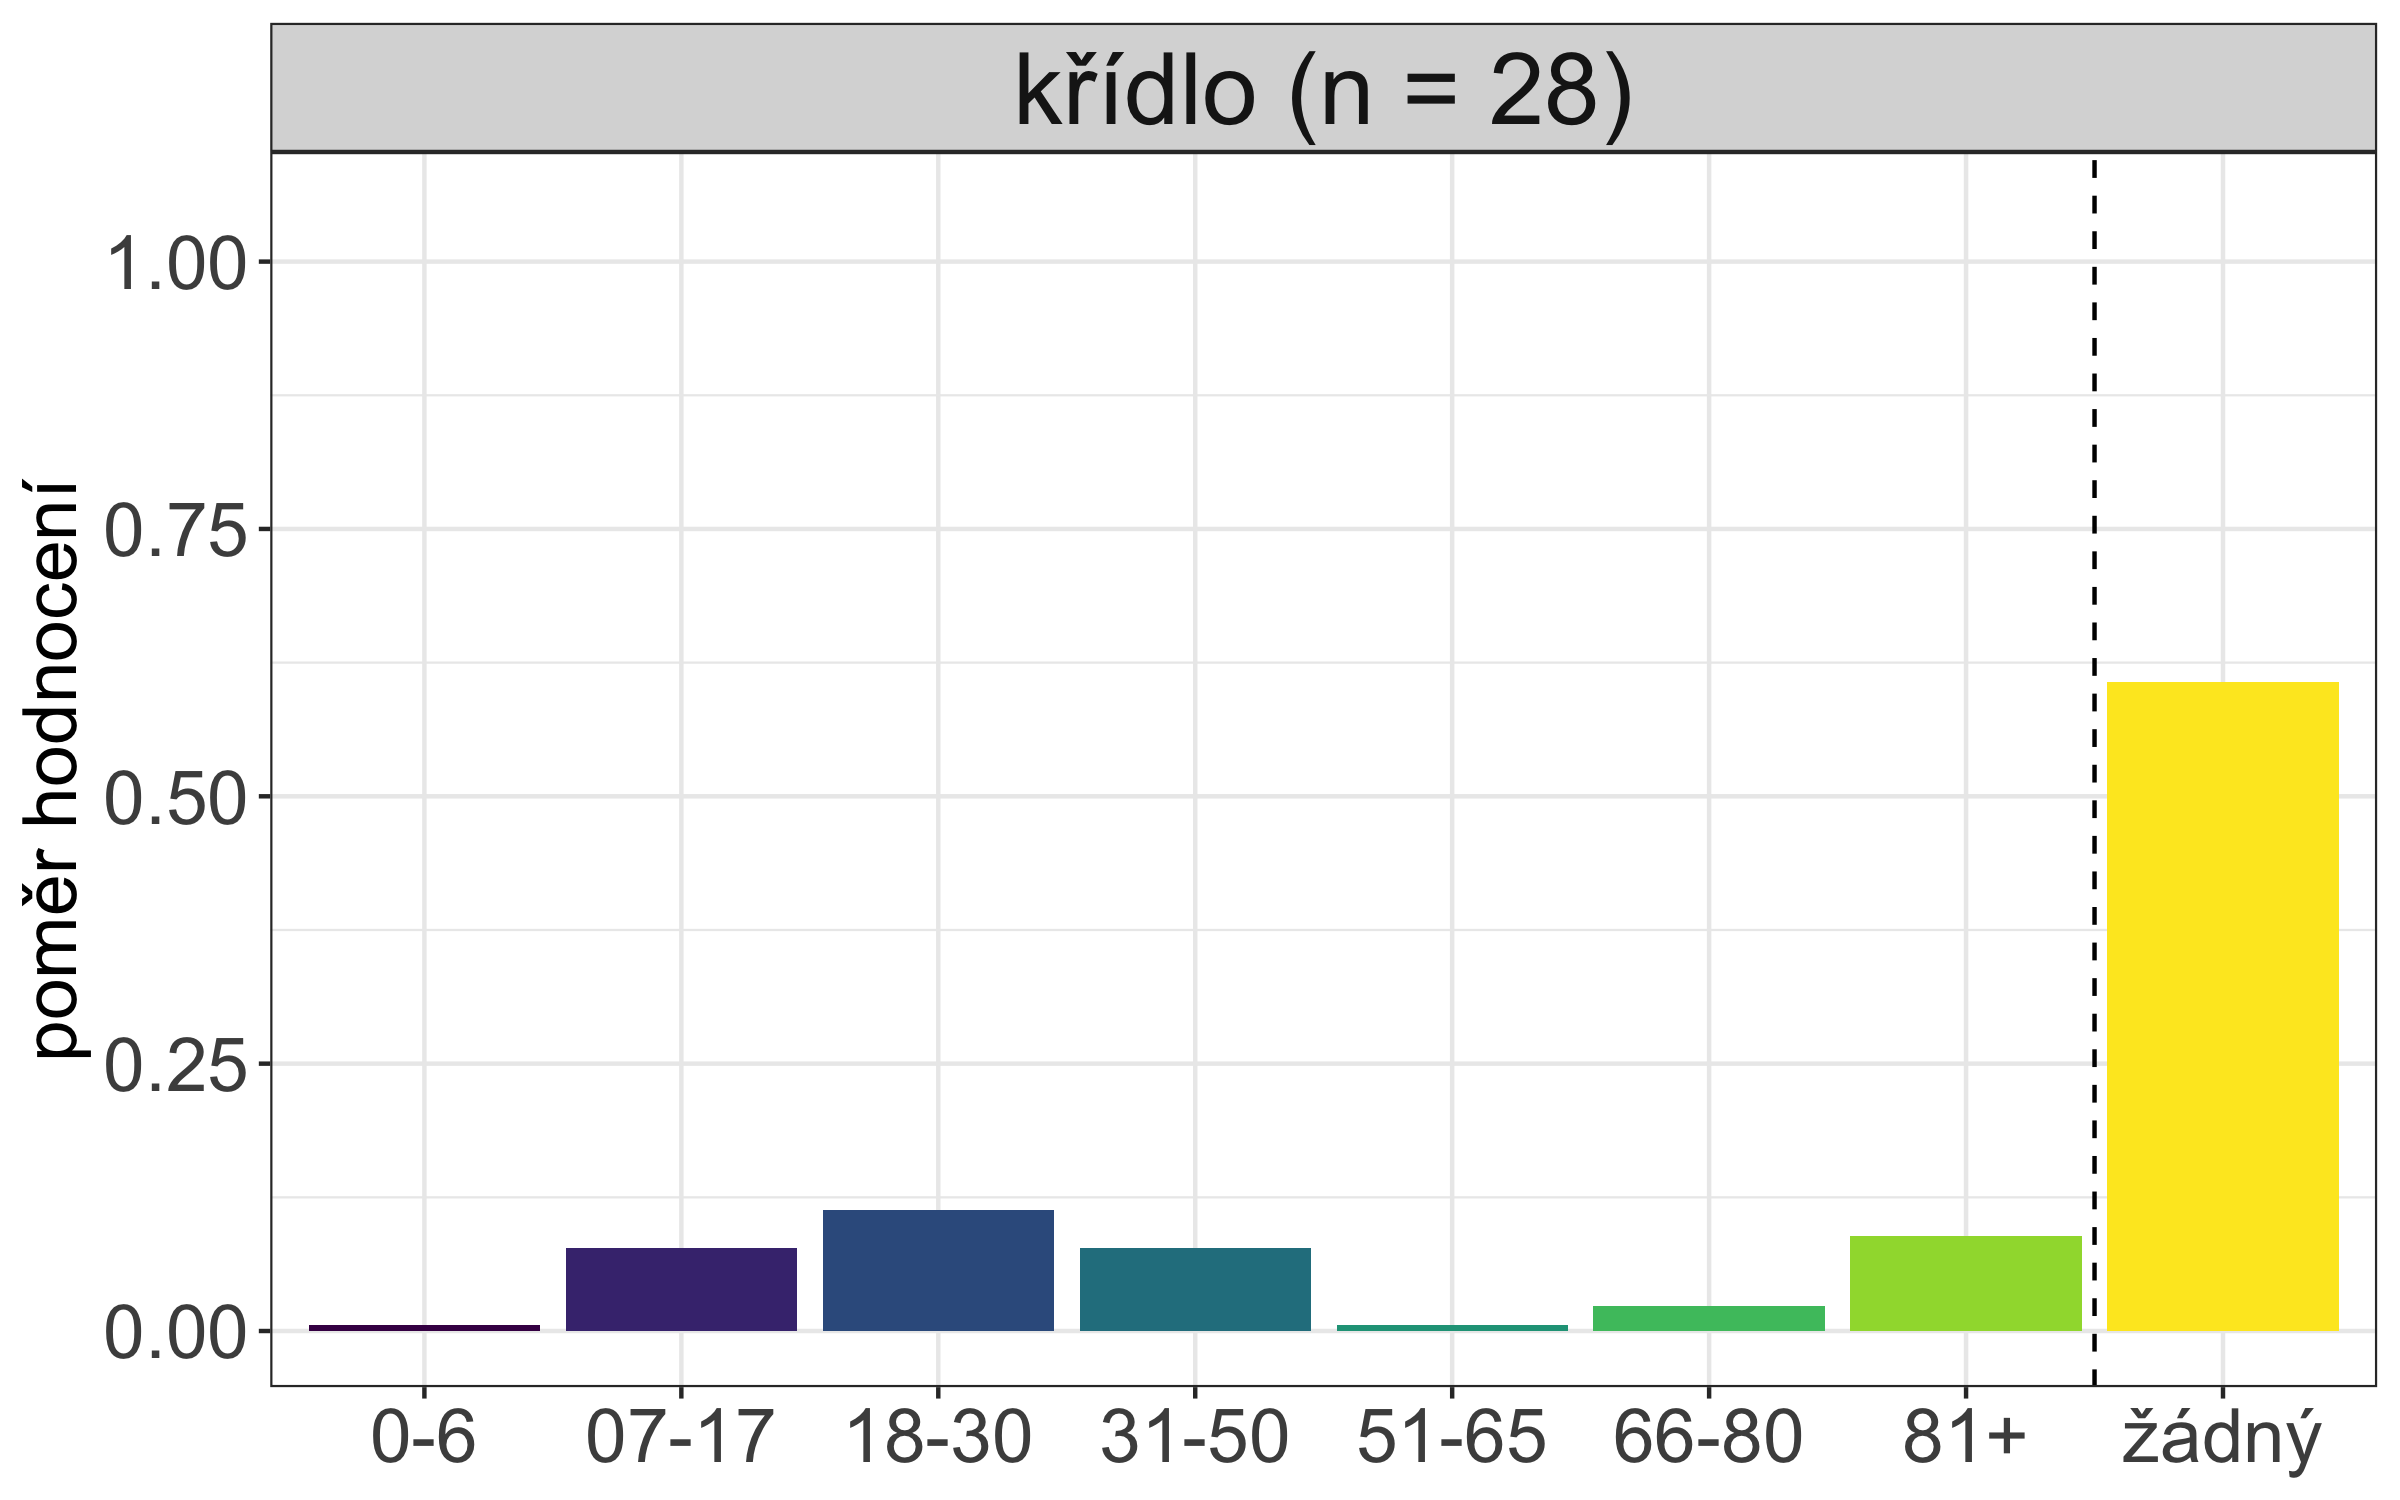 křídlo (n = 28)
poměr hodnocení
1.00
0.75
0.50
0.25
0.00
0-6 07-17 18-30 31-50 51-65 66-80 81+ žádný